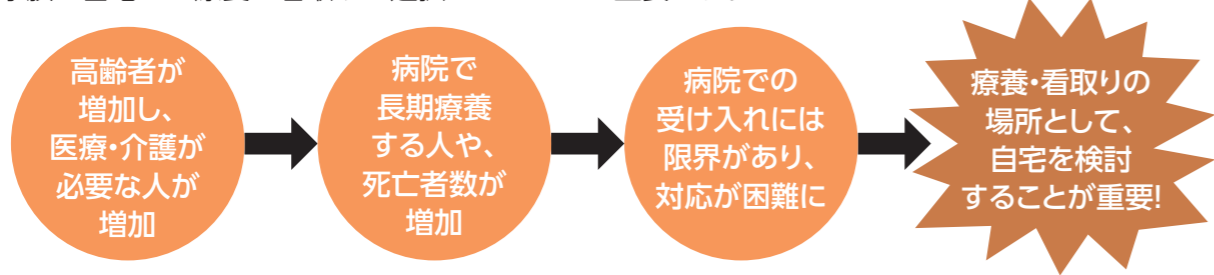 高齢者が
増加し、
医療・介護が
必要な人が
増加
病院で
長期療養
する人や、
死亡者数が
増加
病院での
受け入れには
限界があり、
対応が困難に
療養・看取りの
場所として、
自宅を検討
することが重要!